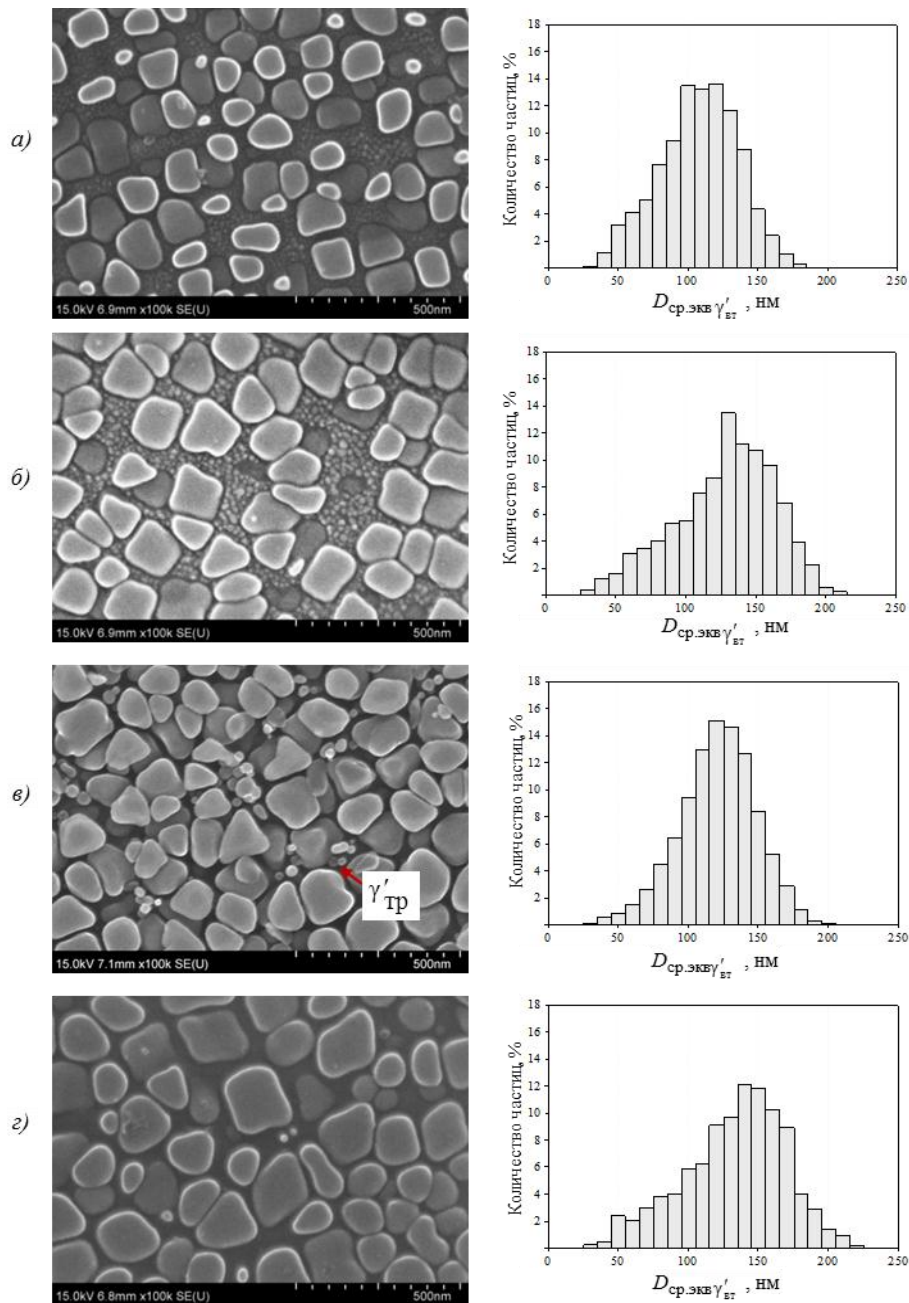 а)
15.0kV 6.9mm x100k SE(U) 500nm
Количество частиц, %
18
16
14
12
10
8
6
4
2
0 50 100 150 200 250
Dср.экв γ′вт , нм
б)
15.0kV 6.9mm x100k SE(U) 500nm
Количество частиц, %
18
16
14
12
10
8
6
4
2
0 50 100 150 200 250
Dср.экв γ′вт , нм
в)
γ′тр
15.0kV 7.1mm x100k SE(U) 500nm
Количество частиц, %
18
16
14
12
10
8
6
4
2
0 50 100 150 200 250
Dср.экв γ′вт , нм
г)
15.0kV 6.8mm x100k SE(U) 500nm
Количество частиц, %
18
16
14
12
10
8
6
4
2
0 50 100 150 200 250
Dср.экв γ′вт , нм